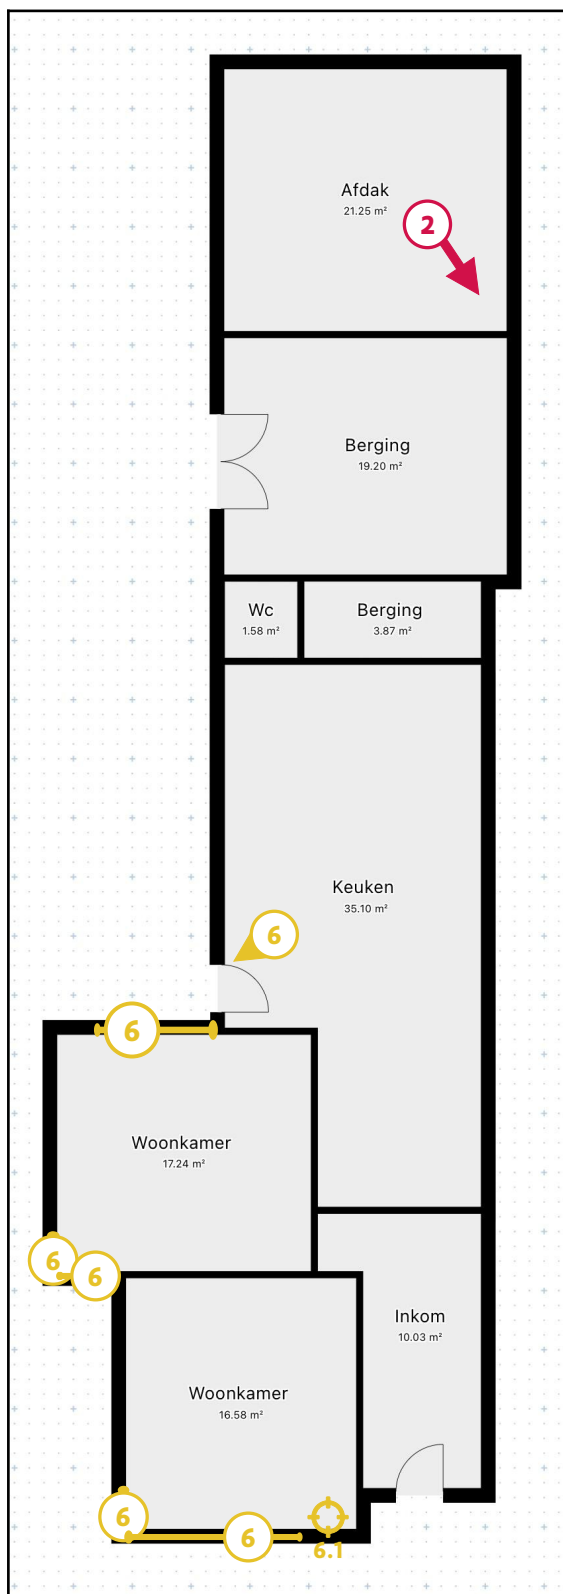 Afdak
21.25 m²
2
Berging
19.20 m²
Wc
1.58 m²
Berging
3.87 m²
Keuken
35.10 m²
6
6
Woonkamer
17.24 m²
6
6
Inkom
10.03 m²
Woonkamer
16.58 m²
6
6
6.1